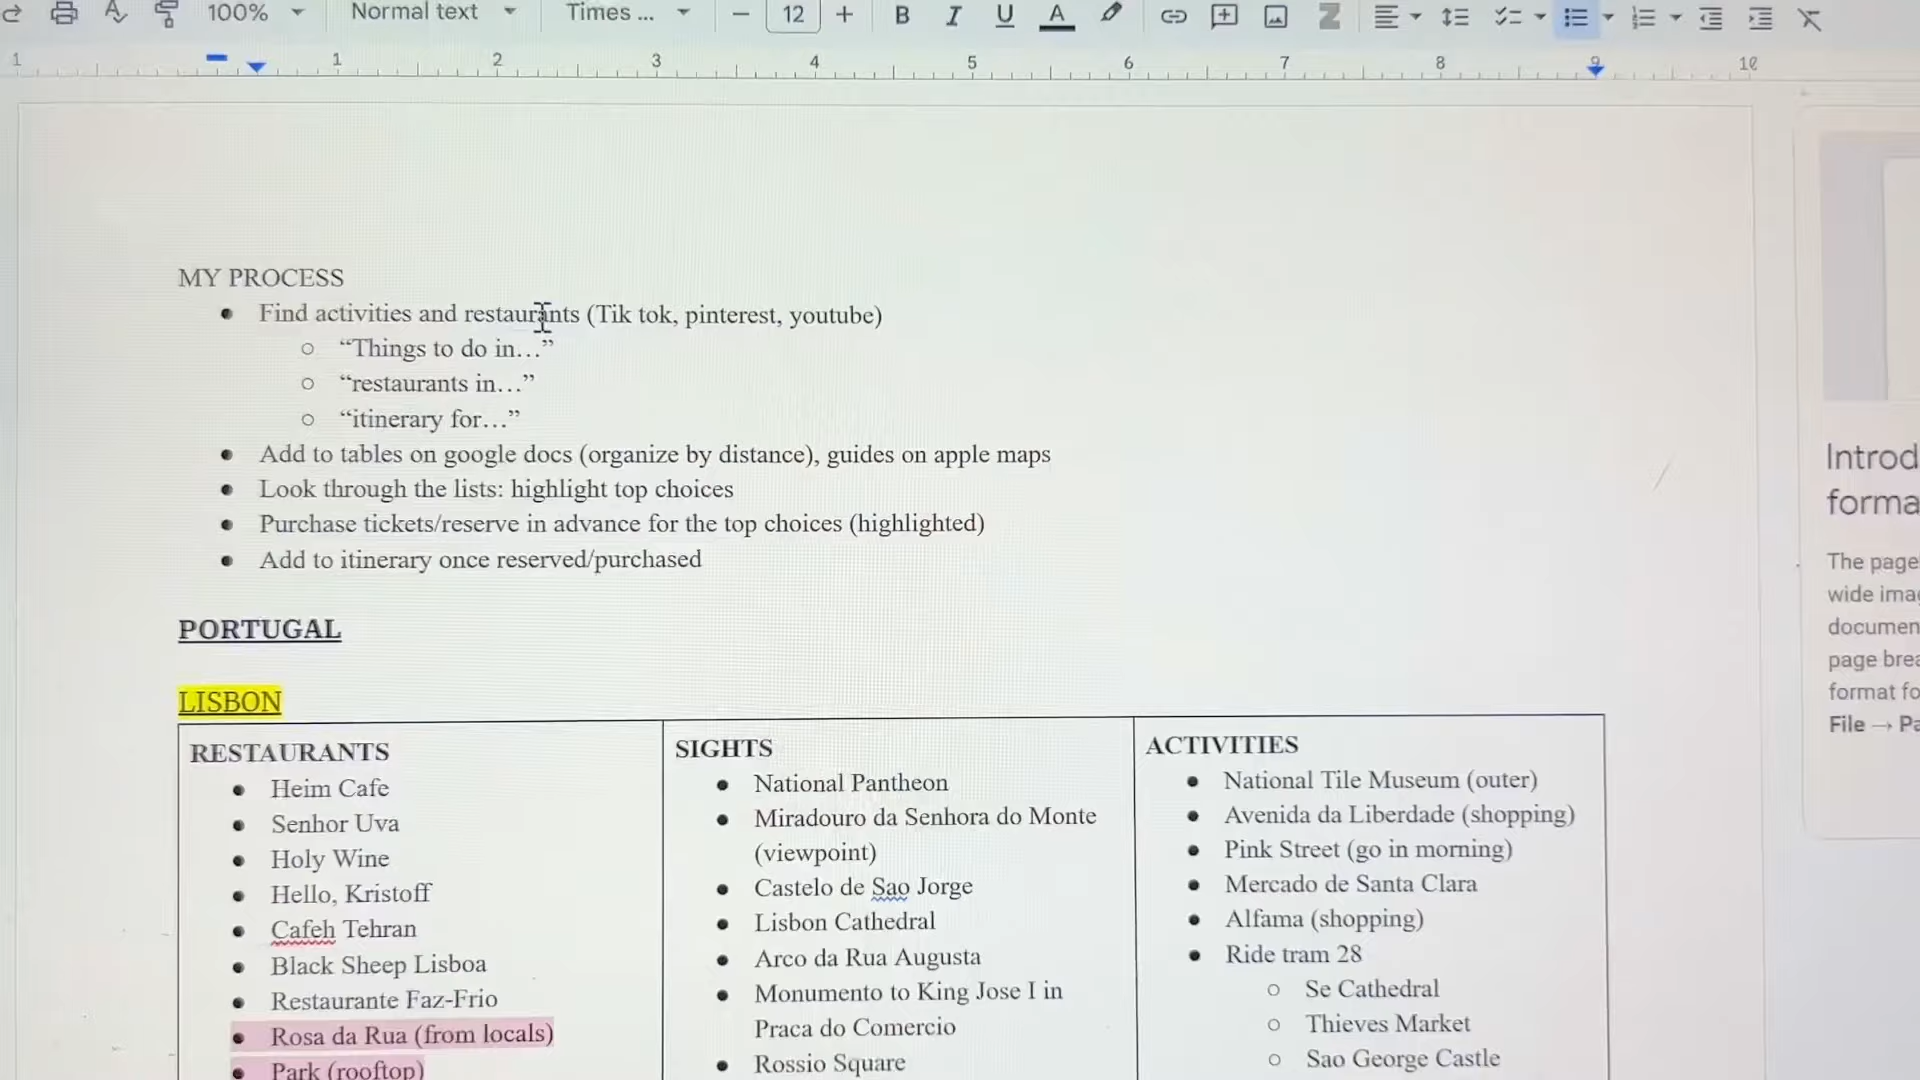 100%
Normal text
Times ...
12
B
I
U
A
1
1
2
3
4
5
6
7
8
9
10
MY PROCESS
Find activities and restaurants (Tik tok, pinterest, youtube)
“Things to do in…”
“restaurants in…”
“itinerary for…”
Add to tables on google docs (organize by distance), guides on apple maps
Look through the lists: highlight top choices
Purchase tickets/reserve in advance for the top choices (highlighted)
Add to itinerary once reserved/purchased
PORTUGAL
LISBON
RESTAURANTS
Heim Cafe
Senhor Uva
Holy Wine
Hello, Kristoff
Cafeh Tehran
Black Sheep Lisboa
Restaurante Faz-Frio
Rosa da Rua (from locals)
Park (rooftop)
SIGHTS
National Pantheon
Miradouro da Senhora do Monte
(viewpoint)
Castelo de Sao Jorge
Lisbon Cathedral
Arco da Rua Augusta
Monumento to King Jose I in
Praca do Comercio
Rossio Square
ACTIVITIES
National Tile Museum (outer)
Avenida da Liberdade (shopping)
Pink Street (go in morning)
Mercado de Santa Clara
Alfama (shopping)
Ride tram 28
Se Cathedral
Thieves Market
Sao George Castle
Introd
forma
The page
wide ima
documen
page brea
format fo
File → Pa